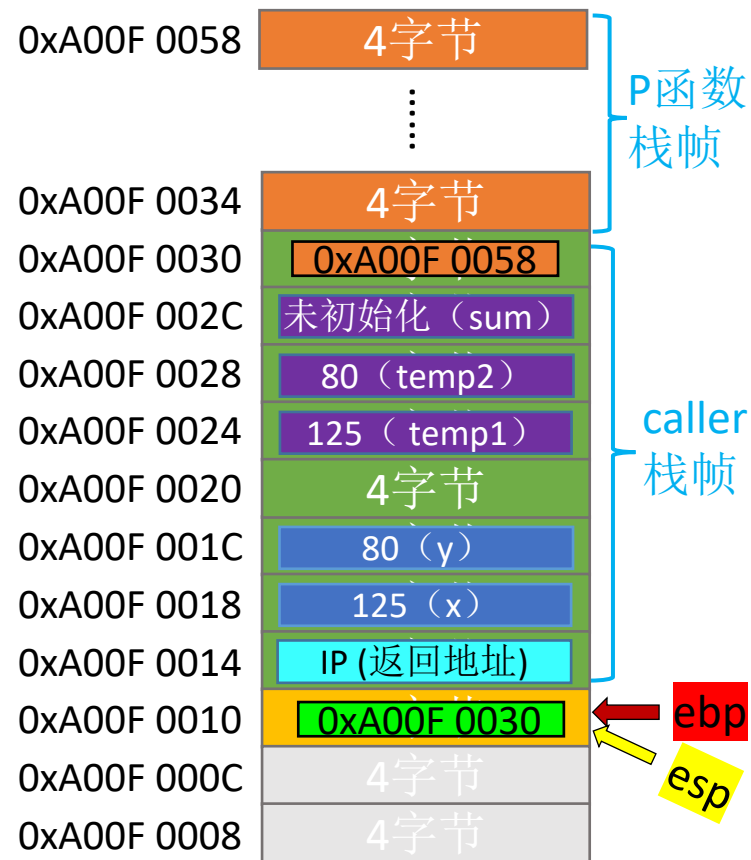 0xA00F 0058 4字节
P函数
栈帧
0xA00F 0034 4字节
0xA00F 0030 0xA00F 0058
0xA00F 002C 未初始化（sum）
0xA00F 0028 80（temp2）
0xA00F 0024 125（ temp1）
caller
栈帧
0xA00F 0020 4字节
0xA00F 001C 80（y）
0xA00F 0018 125（x）
0xA00F 0014 IP (返回地址)
0xA00F 0010 0xA00F 0030
ebp
esp
0xA00F 000C 4字节
0xA00F 0008 4字节